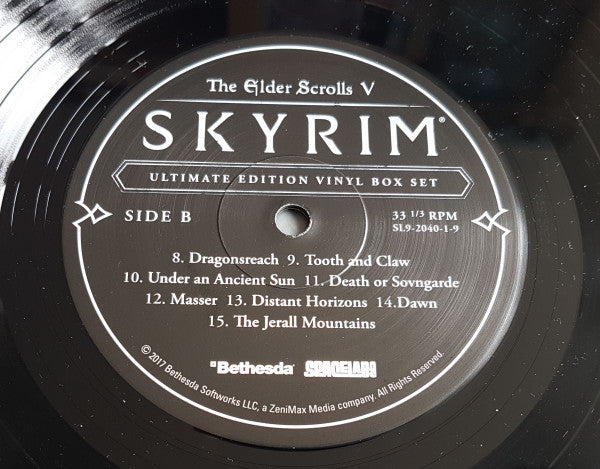 The Elder Scrolls V
SKYRIM®
ULTIMATE EDITION VINYL BOX SET
SIDE B
33 1/3 RPM
SL9-2040-1-9
8. Dragonsreach 9. Tooth and Claw
10. Under an Ancient Sun 11. Death or Sovngarde
12. Masser 13. Distant Horizons 14.Dawn
15. The Jerall Mountains
Bethesda SPACELAB9
© 2017 Bethesda Softworks LLC, a ZeniMax Media company. All Rights Reserved.